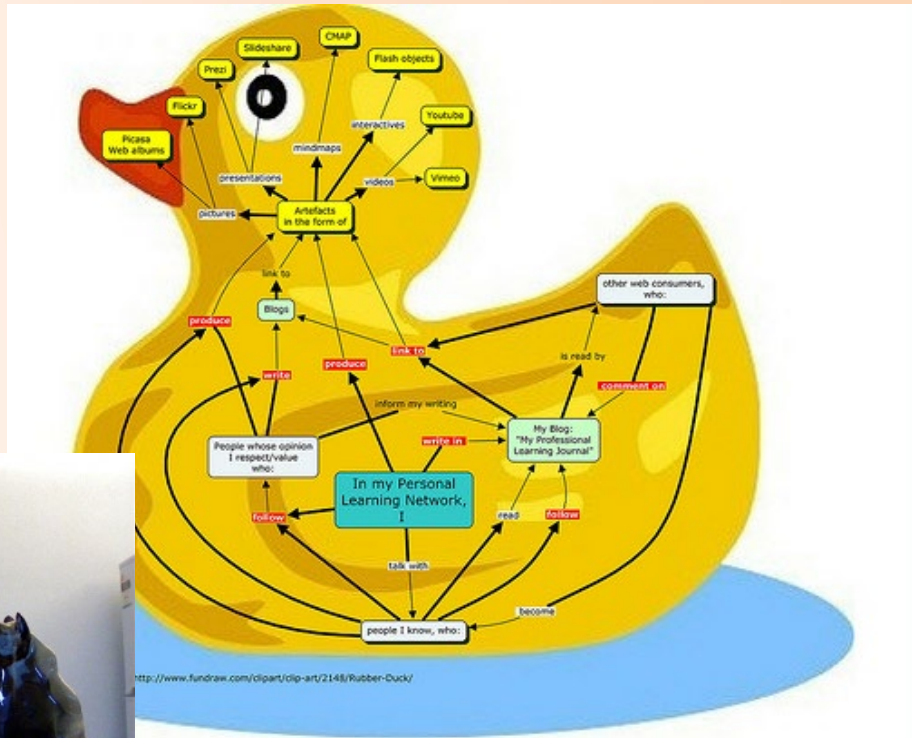 CMAP
Slideshare
Flash objects
Prezi
Flickr
Youtube
interactives
Picasa
Web albums
mindmaps
presentations
videos
Vimeo
pictures
Artefacts
in the form of
link to
other web consumers,
who:
Blogs
produce
link to
is read by
produce
write
comment on
inform my writing
My Blog:
"My Professional
Learning Journal"
People whose opinion
I respect/value
who:
write in
In my Personal
Learning Network,
I
follow
read
follow
talk with
become
people I know, who:
http://www.fundraw.com/clipart/clip-art/2148/Rubber-Duck/